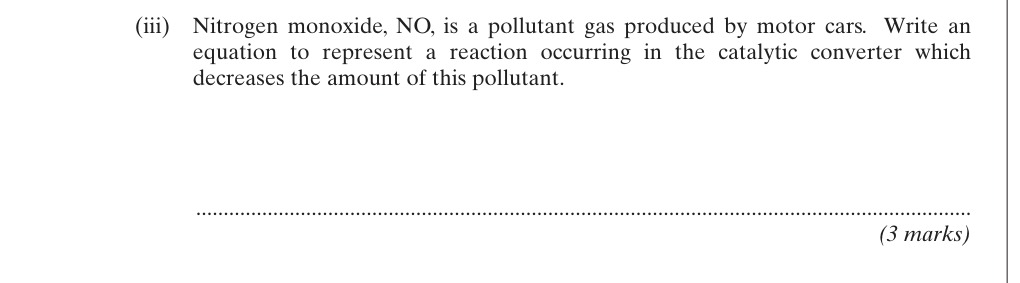 (iii) Nitrogen monoxide, NO, is a pollutant gas produced by motor cars. Write an
equation to represent a reaction occurring in the catalytic converter which
decreases the amount of this pollutant.
..............................................................................................................................................
(3 marks)